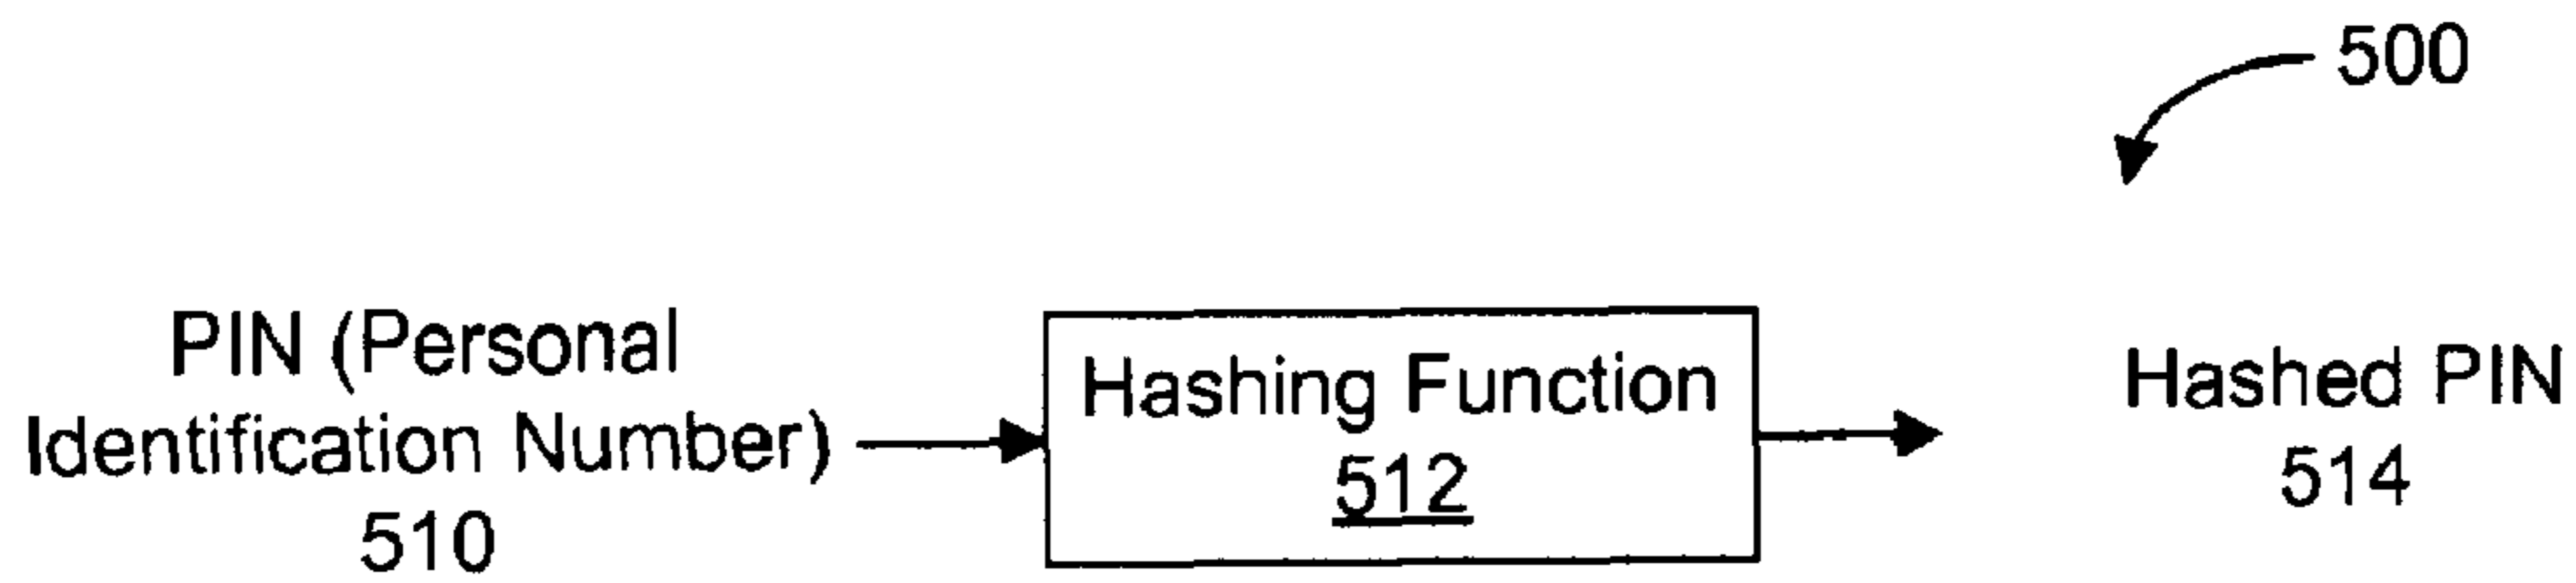 500
PIN (Personal
Identification Number)
510
Hashing Function
512
Hashed PIN
514